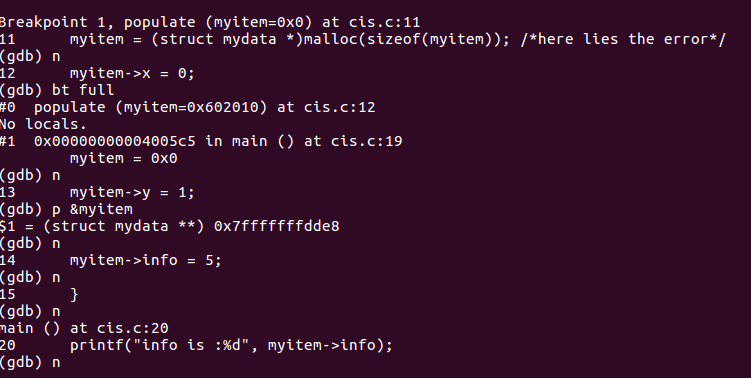 Breakpoint 1, populate (myitem=0x0) at cis.c:11
11      myitem = (struct mydata *)malloc(sizeof(myitem)); /*here lies the error*/
(gdb) n
12      myitem->x = 0;
(gdb) bt full
#0  populate (myitem=0x602010) at cis.c:12
No locals.
#1  0x00000000004005c5 in main () at cis.c:19
        myitem = 0x0
(gdb) n
13      myitem->y = 1;
(gdb) p &myitem
$1 = (struct mydata **) 0x7fffffffdde8
(gdb) n
14      myitem->info = 5;
(gdb) n
15      }
(gdb) n
main () at cis.c:20
20      printf("info is :%d", myitem->info);
(gdb) n